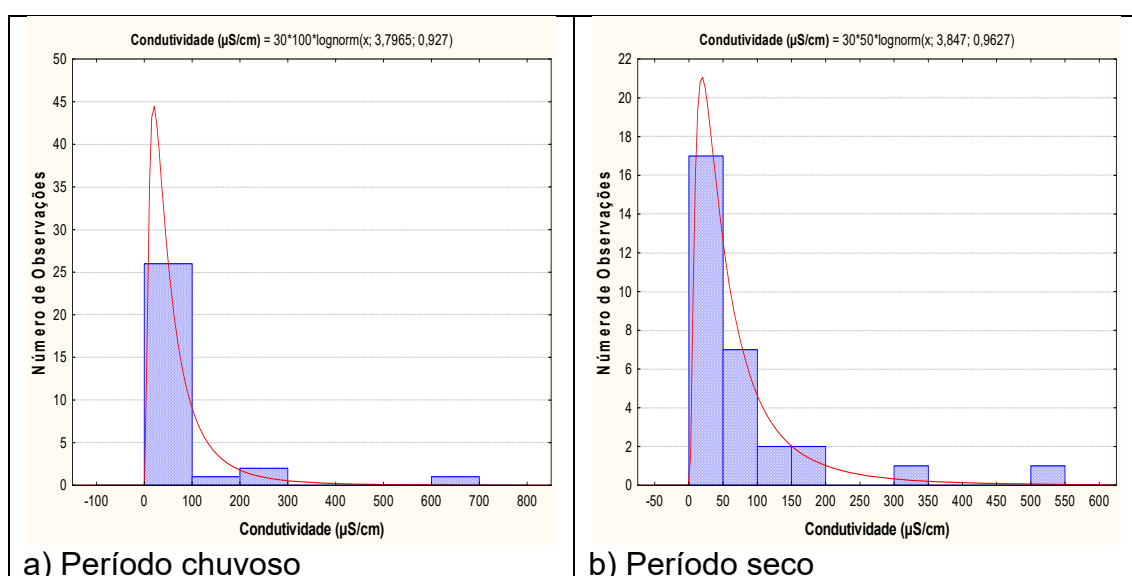 Condutividade (µS/cm) = 30*100*lognorm(x; 3,7965; 0,927)
50
45
40
35
30
25
20
15
10
5
0
Número de Observações
-100 0 100 200 300 400 500 600 700 800
Condutividade (µS/cm)
a) Período chuvoso
Condutividade (µS/cm) = 30*50*lognorm(x; 3,847; 0,9627)
22
20
18
16
14
12
10
8
6
4
2
0
Número de Observações
-50 0 50 100 150 200 250 300 350 400 450 500 550 600
Condutividade (µS/cm)
b) Período seco